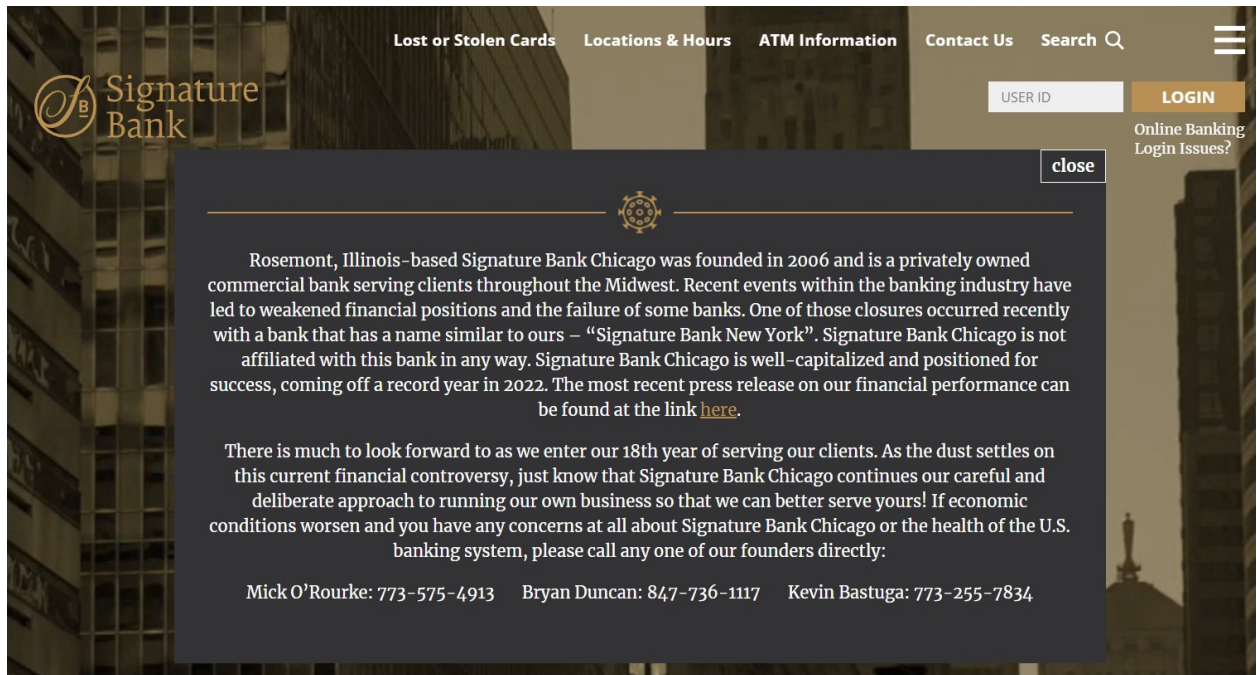 Lost or Stolen Cards Locations & Hours ATM Information Contact Us Search
Signature
Bank
USER ID LOGIN
Online Banking
Login Issues?
close
Rosemont, Illinois-based Signature Bank Chicago was founded in 2006 and is a privately owned
commercial bank serving clients throughout the Midwest. Recent events within the banking industry have
led to weakened financial positions and the failure of some banks. One of those closures occurred recently
with a bank that has a name similar to ours – “Signature Bank New York”. Signature Bank Chicago is not
affiliated with this bank in any way. Signature Bank Chicago is well-capitalized and positioned for
success, coming off a record year in 2022. The most recent press release on our financial performance can
be found at the link here.
There is much to look forward to as we enter our 18th year of serving our clients. As the dust settles on
this current financial controversy, just know that Signature Bank Chicago continues our careful and
deliberate approach to running our own business so that we can better serve yours! If economic
conditions worsen and you have any concerns at all about Signature Bank Chicago or the health of the U.S.
banking system, please call any one of our founders directly:
Mick O’Rourke: 773-575-4913 Bryan Duncan: 847-736-1117 Kevin Bastuga: 773-255-7834